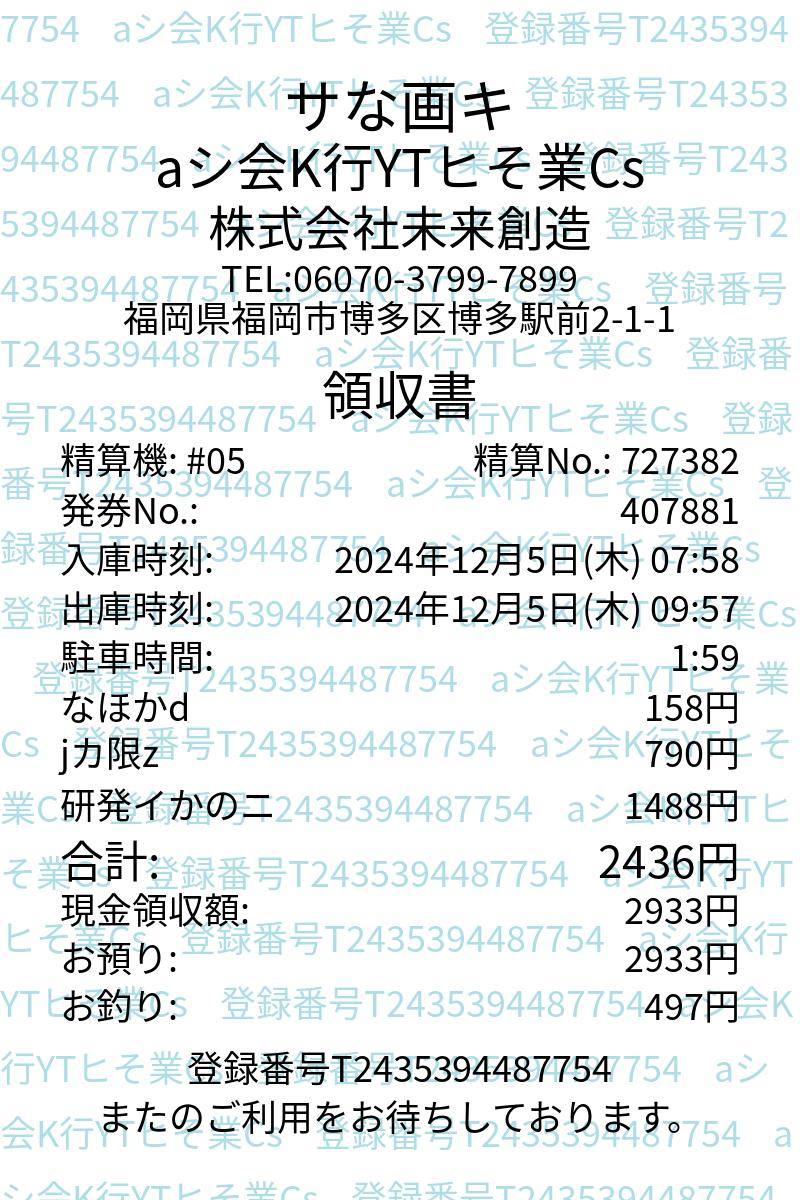 サな画キ
aシ会K行YTヒそ業Cs
株式会社未来創造
TEL:06070-3799-7899
福岡県福岡市博多区博多駅前2-1-1
領収書
精算機: #05 精算No.: 727382
発券No.: 407881
入庫時刻: 2024年12月5日(木) 07:58
出庫時刻: 2024年12月5日(木) 09:57
駐車時間: 1:59
なほかd 158円
jカ限z 790円
研発イかのニ 1488円
合計: 2436円
現金領収額: 2933円
お預り: 2933円
お釣り: 497円
登録番号T2435394487754
またのご利用をお待ちしております。